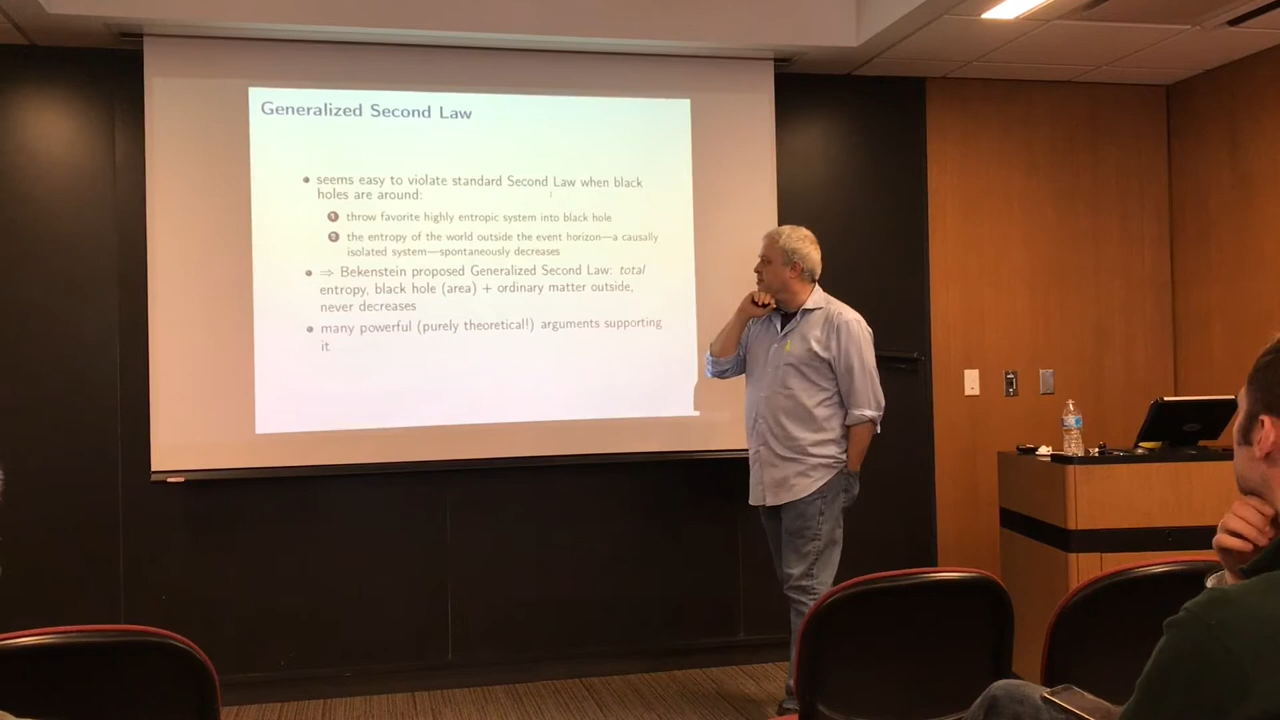 Generalized Second Law
seems easy to violate standard Second Law when black
holes are around:
1 throw favorite highly entropic system into black hole
2 the entropy of the world outside the event horizon—a causally
isolated system—spontaneously decreases
⇒ Bekenstein proposed Generalized Second Law: total
entropy, black hole (area) + ordinary matter outside,
never decreases
many powerful (purely theoretical!) arguments supporting
it